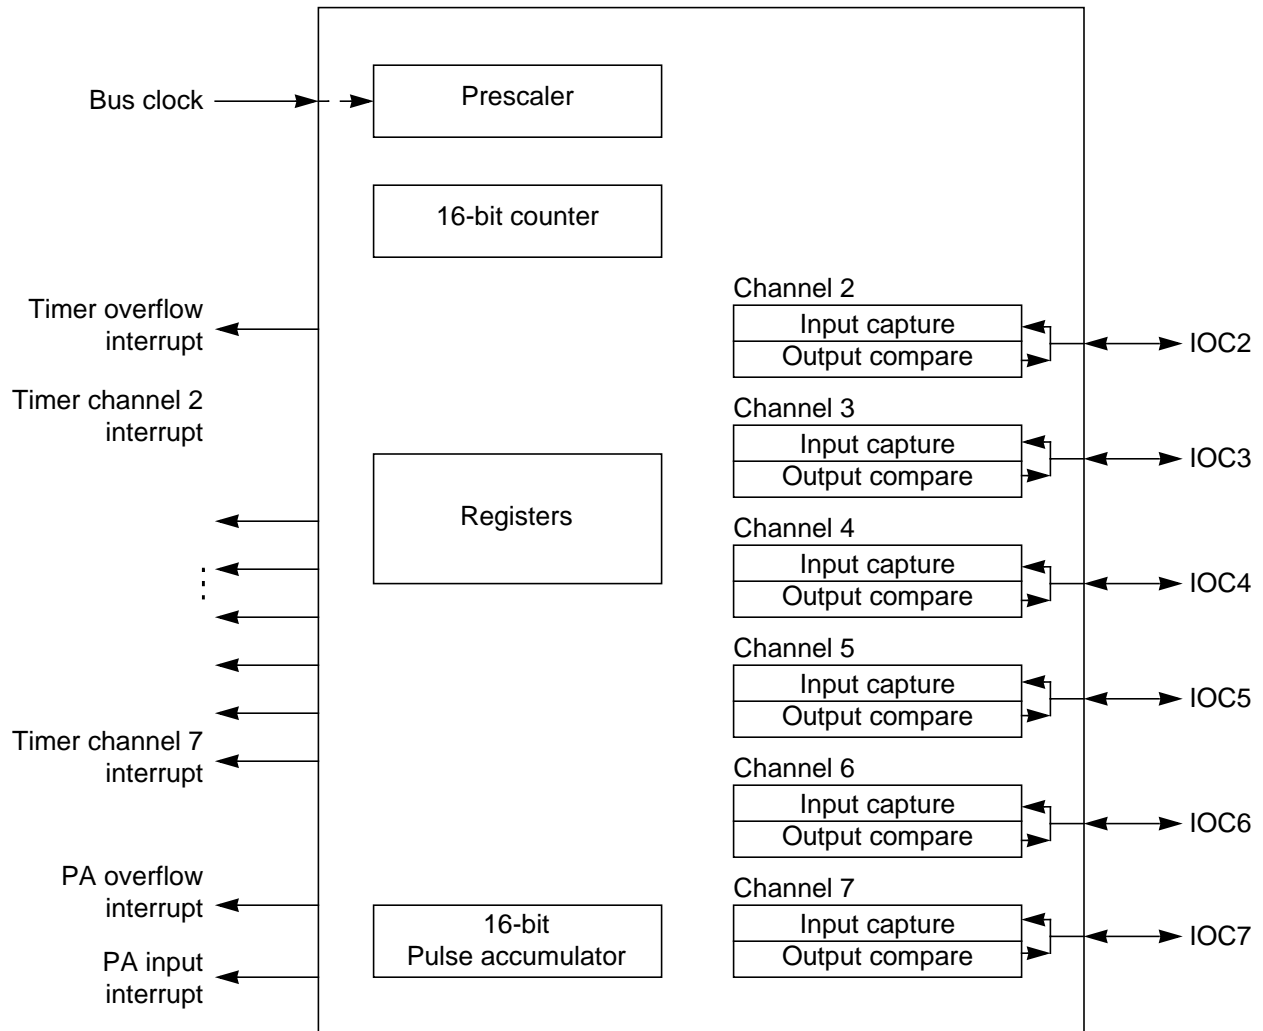 Bus clock
Prescaler
16-bit counter
Timer overflow
interrupt
Timer channel 2
interrupt
Registers
Timer channel 7
interrupt
PA overflow
interrupt
PA input
interrupt
16-bit
Pulse accumulator
Channel 2
Input capture
Output compare
IOC2
Channel 3
Input capture
Output compare
IOC3
Channel 4
Input capture
Output compare
IOC4
Channel 5
Input capture
Output compare
IOC5
Channel 6
Input capture
Output compare
IOC6
Channel 7
Input capture
Output compare
IOC7